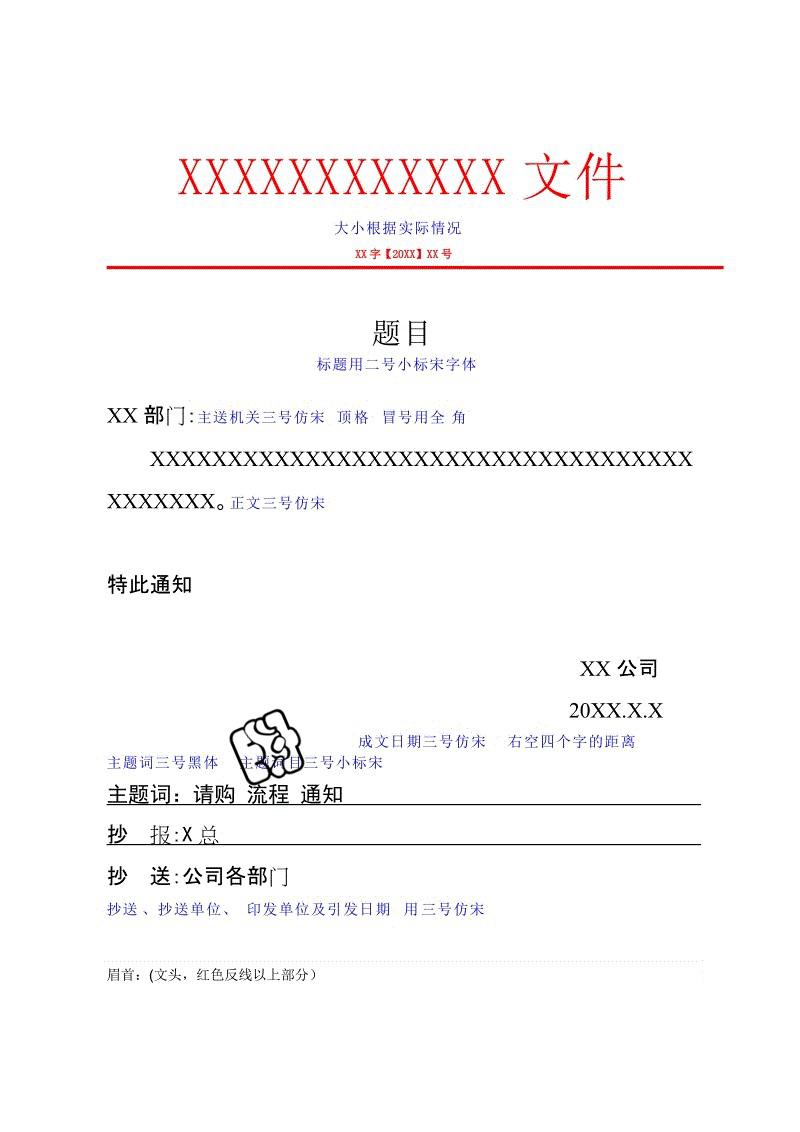 XXXXXXXXXXXX 文件
大小根据实际情况
XX 字【20XX】XX 号
题目
标题用二号小标宋字体
XX 部门:主送机关三号仿宋 顶格 冒号用全 角
XXXXXXXXXXXXXXXXXXXXXXXXXXXXXXXXXXX
XXXXXXX。正文三号仿宋
特此通知
XX 公司
20XX.X.X
成文日期三号仿宋 右空四个字的距离
主题词三号黑体 主题词目三号小标宋
主题词：请购 流程 通知
抄 报:X 总
抄 送:公司各部门
抄送 、抄送单位、 印发单位及引发日期 用三号仿宋
眉首：(文头，红色反线以上部分）